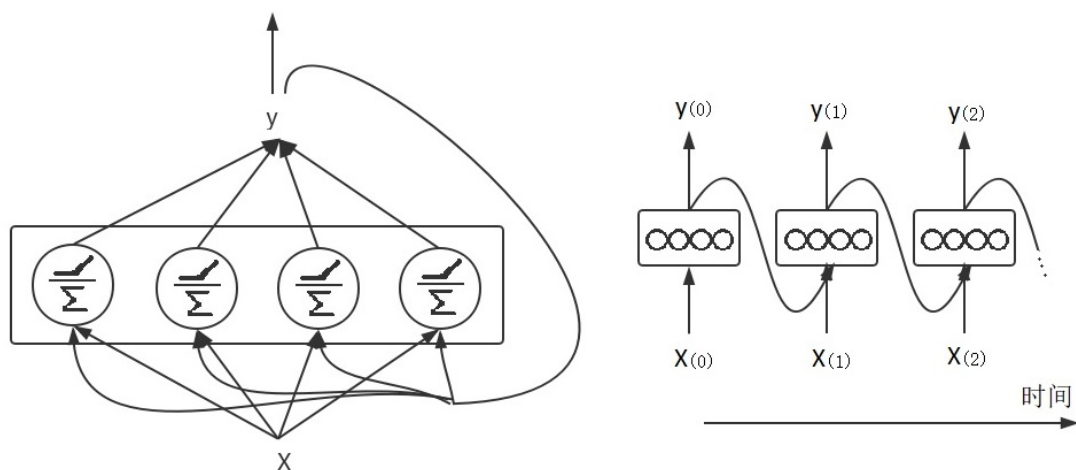 y
Σ Σ Σ Σ
X
y(0) y(1) y(2)
X(0) X(1) X(2)
时间